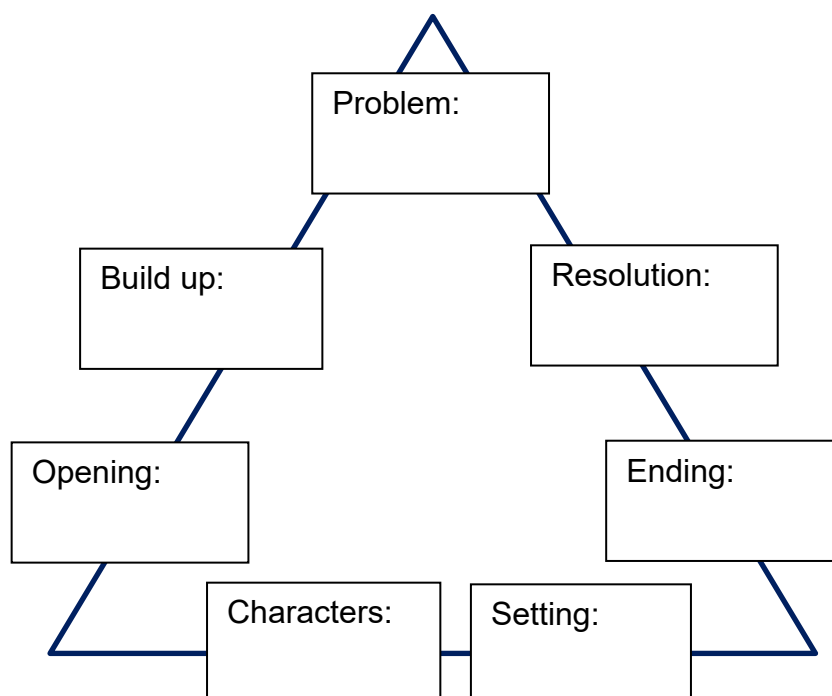 Problem:
Build up:
Resolution:
Opening:
Ending:
Characters:
Setting: